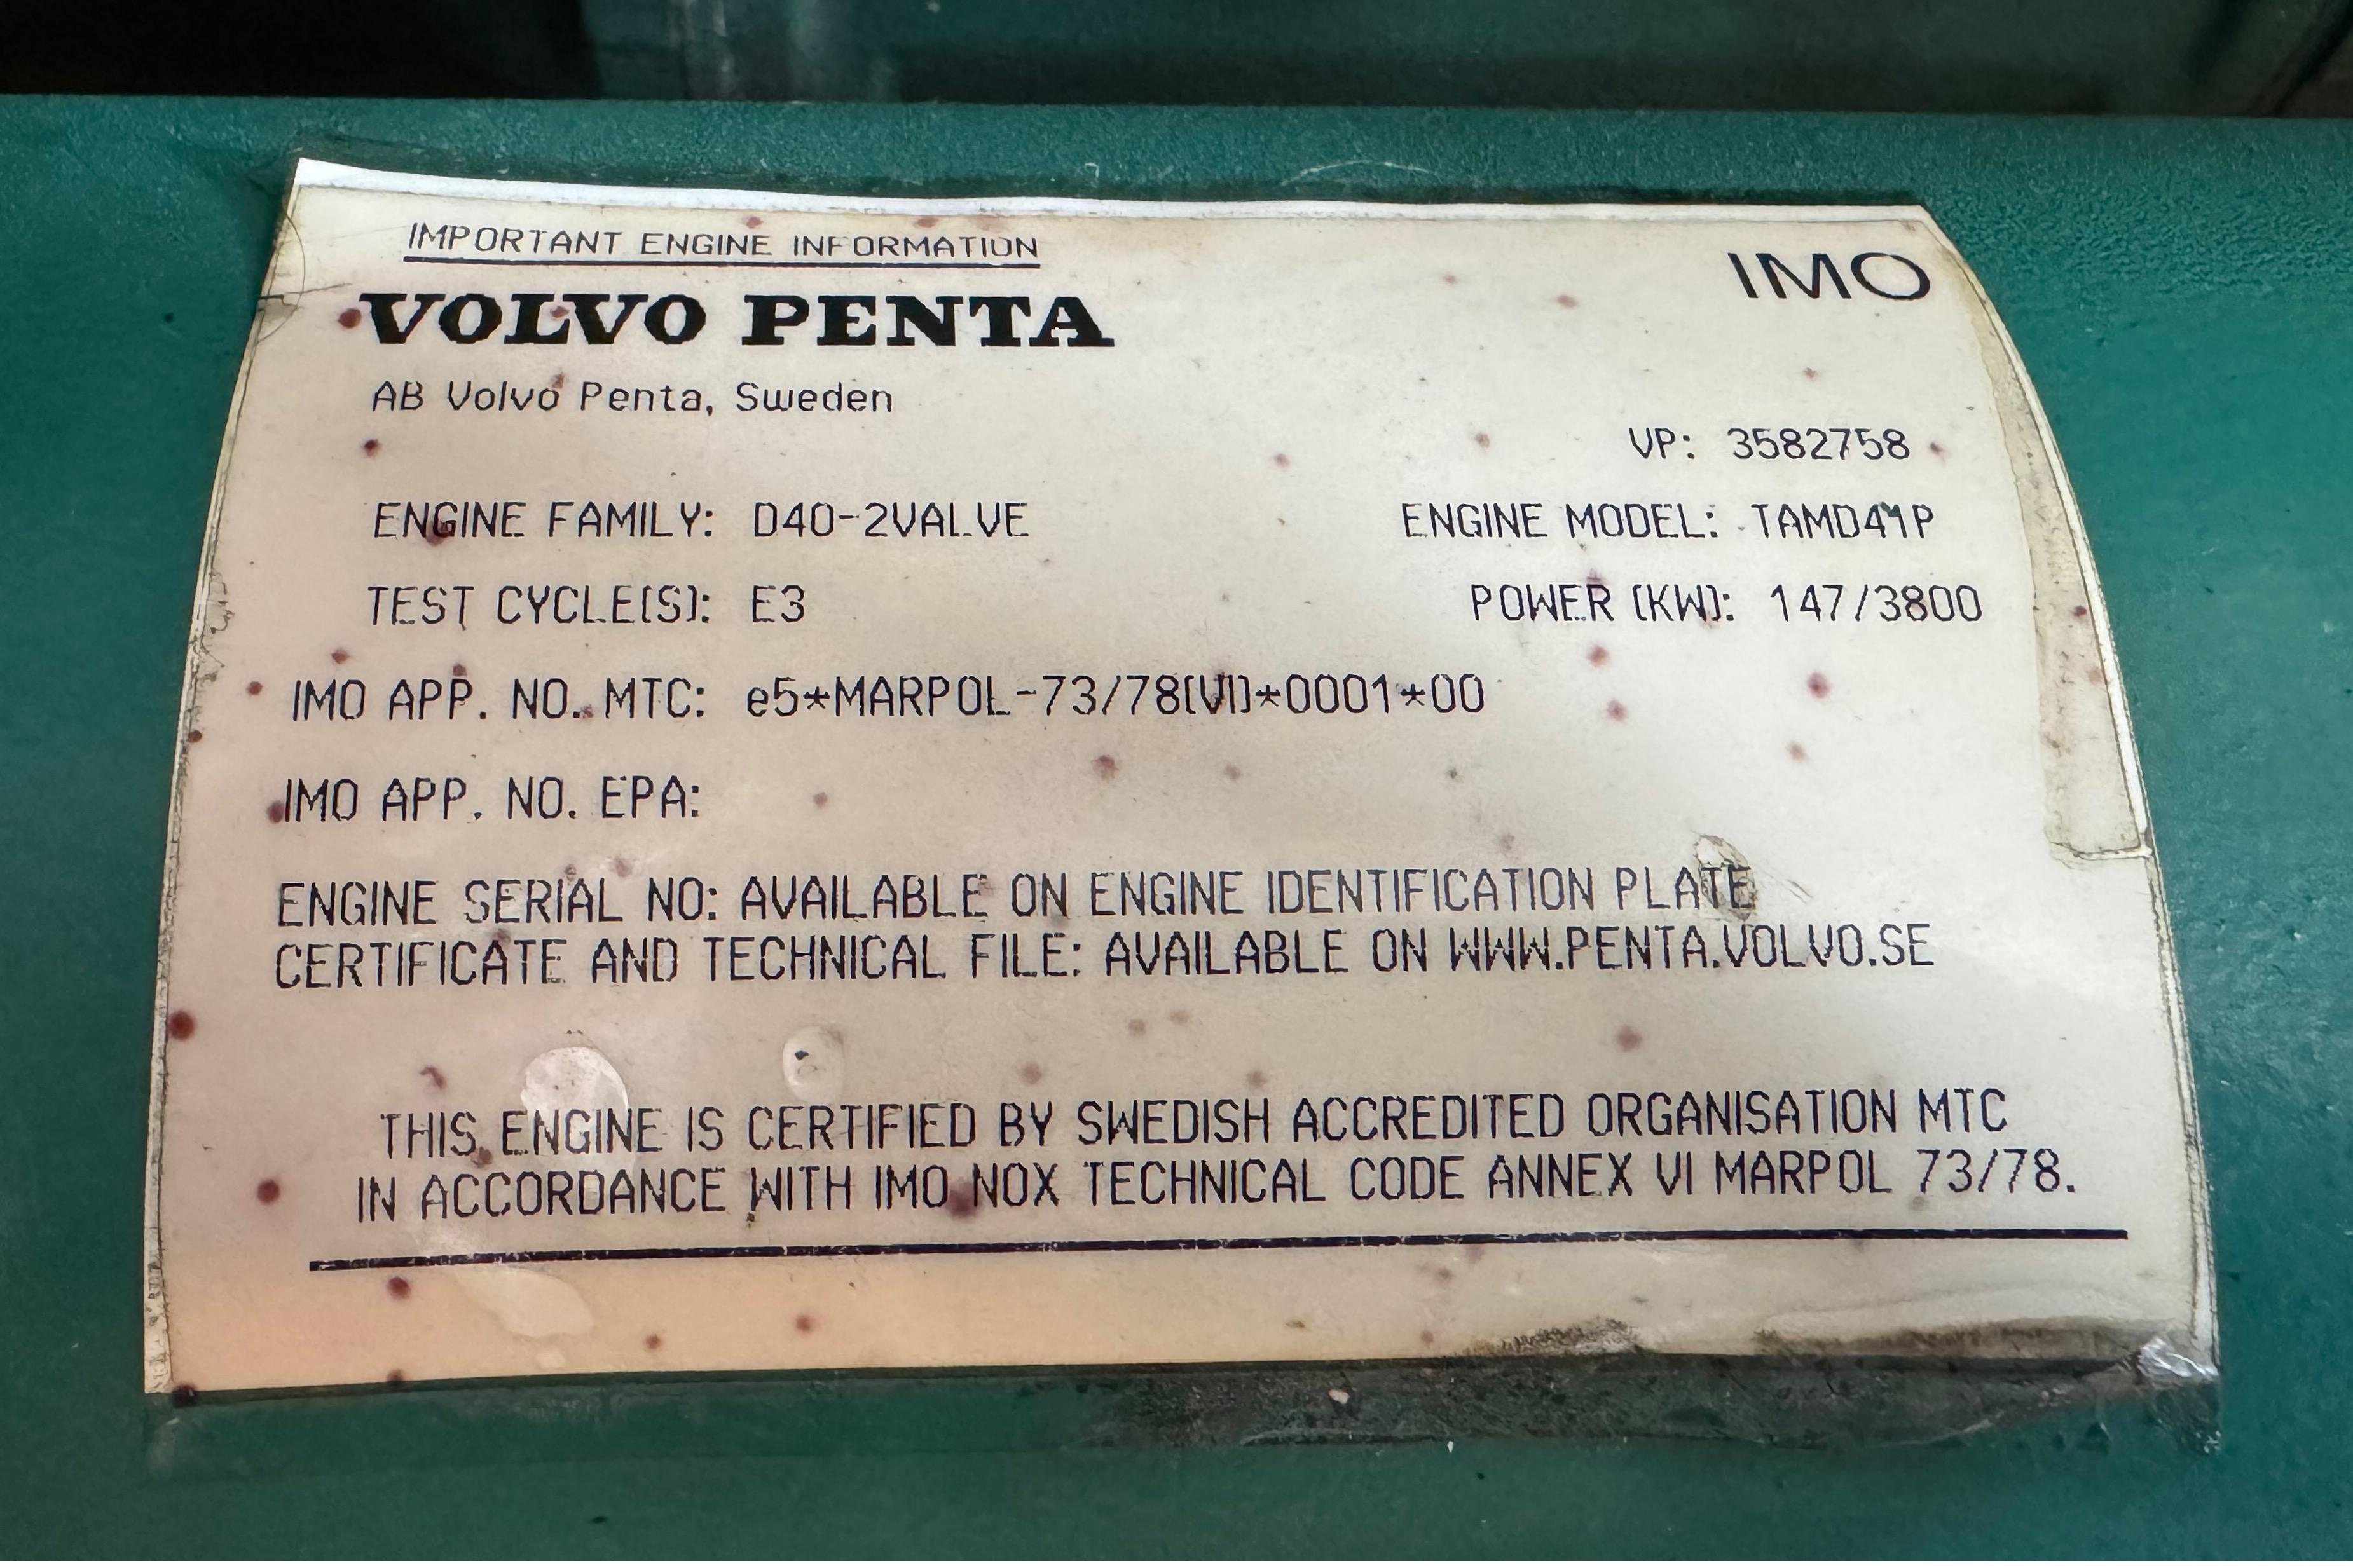 IMPORTANT ENGINE INFORMATION
IMO
VOLVO PENTA
AB Volvo Penta, Sweden
VP: 3582758
ENGINE FAMILY: D40-2VALVE ENGINE MODEL: TAMD41P
TEST CYCLE(S): E3 POWER (KW): 147/3800
IMO APP. NO. MTC: e5*MARPOL-73/78(VI)*0001*00
IMO APP. NO. EPA:
ENGINE SERIAL NO: AVAILABLE ON ENGINE IDENTIFICATION PLATE
CERTIFICATE AND TECHNICAL FILE: AVAILABLE ON WWW.PENTA.VOLVO.SE
THIS ENGINE IS CERTIFIED BY SWEDISH ACCREDITED ORGANISATION MTC
IN ACCORDANCE WITH IMO NOX TECHNICAL CODE ANNEX VI MARPOL 73/78.